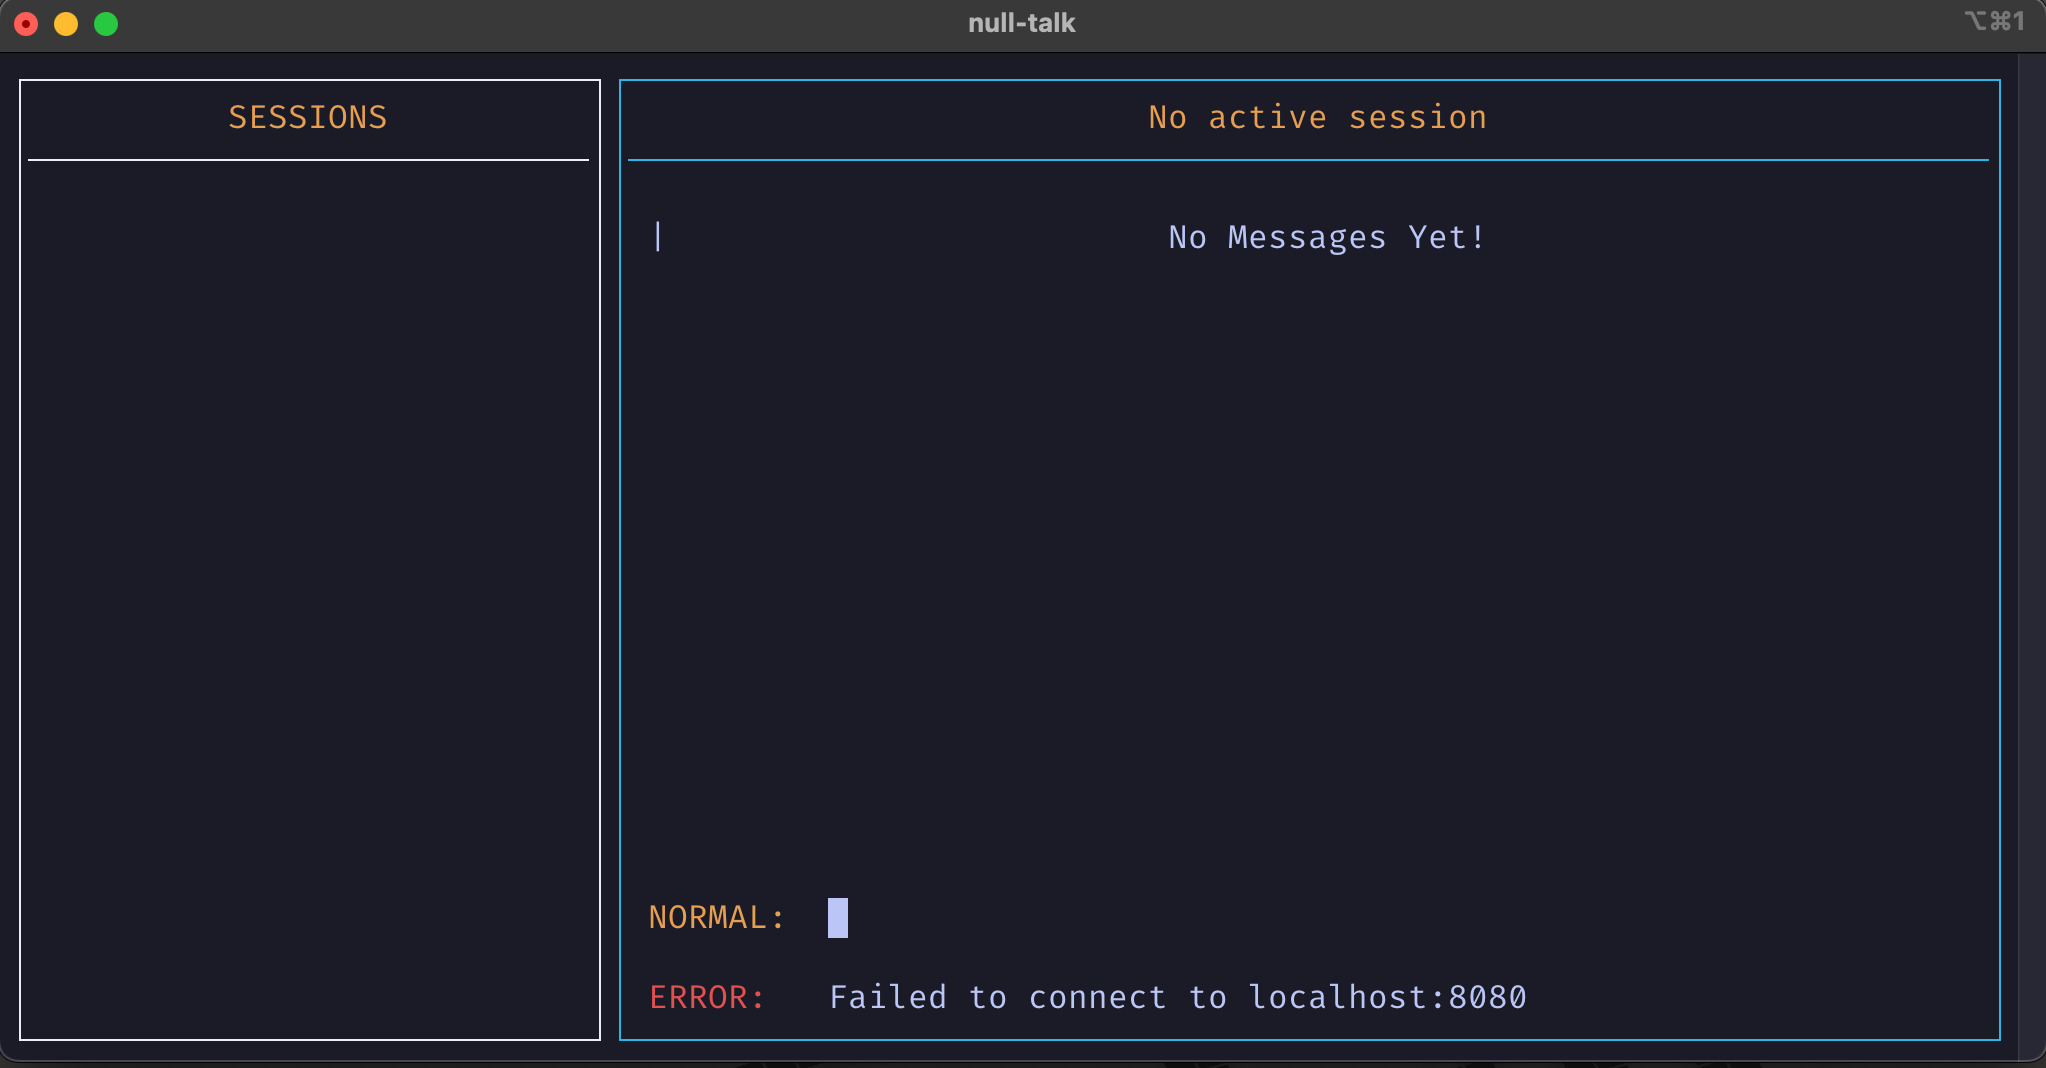 null-talk
⌥⌘1
SESSIONS
No active session
No Messages Yet!
NORMAL:
ERROR: Failed to connect to localhost:8080